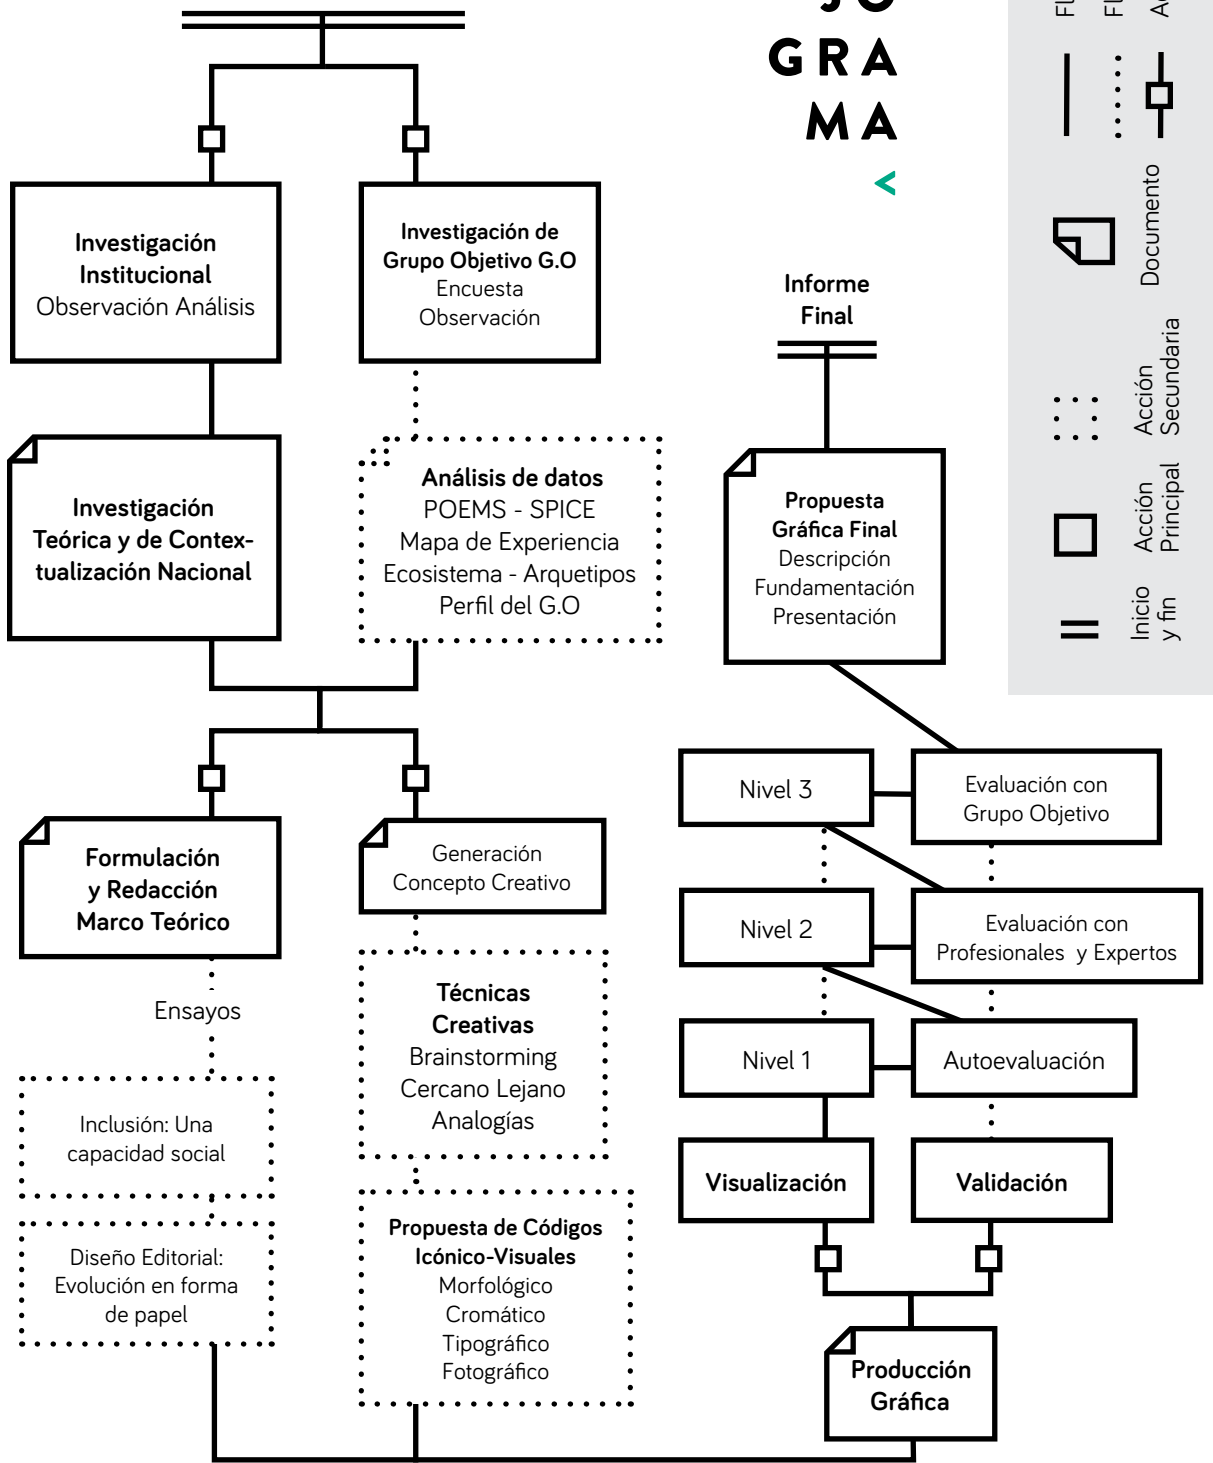 GRA
MA
<
Investigación
Institucional
Observación Análisis
Investigación de
Grupo Objetivo G.O
Encuesta
Observación
Investigación
Teórica y de Contex-
tualización Nacional
Análisis de datos
POEMS - SPICE
Mapa de Experiencia
Ecosistema - Arquetipos
Perfil del G.O
Formulación
y Redacción
Marco Teórico
Generación
Concepto Creativo
Ensayos
Técnicas
Creativas
Brainstorming
Cercano Lejano
Analogías
Inclusión: Una
capacidad social
Diseño Editorial:
Evolución en forma
de papel
Propuesta de Códigos
Icónico-Visuales
Morfológico
Cromático
Tipográfico
Fotográfico
Informe
Final
Propuesta
Gráfica Final
Descripción
Fundamentación
Presentación
Nivel 3
Evaluación con
Grupo Objetivo
Nivel 2
Evaluación con
Profesionales y Expertos
Nivel 1
Autoevaluación
Visualización
Validación
Producción
Gráfica
Documento
Acción
Secundaria
Acción
Principal
Inicio
y fin